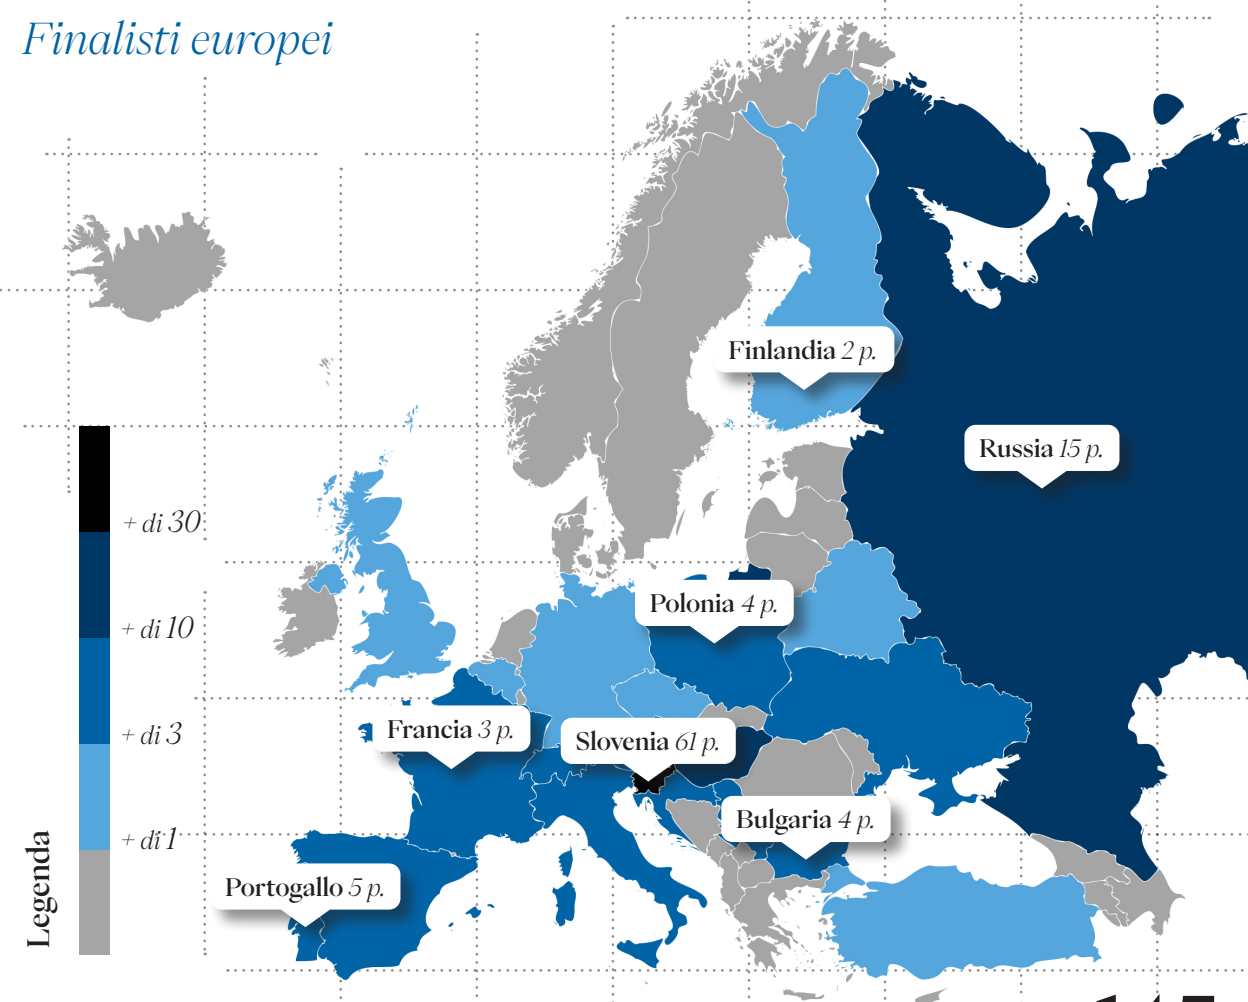 Finalisti europei
Finlandia 2 p.
Russia 15 p.
+ di 30
Polonia 4 p.
+ di 10
Francia 3 p.
Slovenia 61 p.
+ di 3
Bulgaria 4 p.
+ di 1
Portogallo 5 p.
Legenda